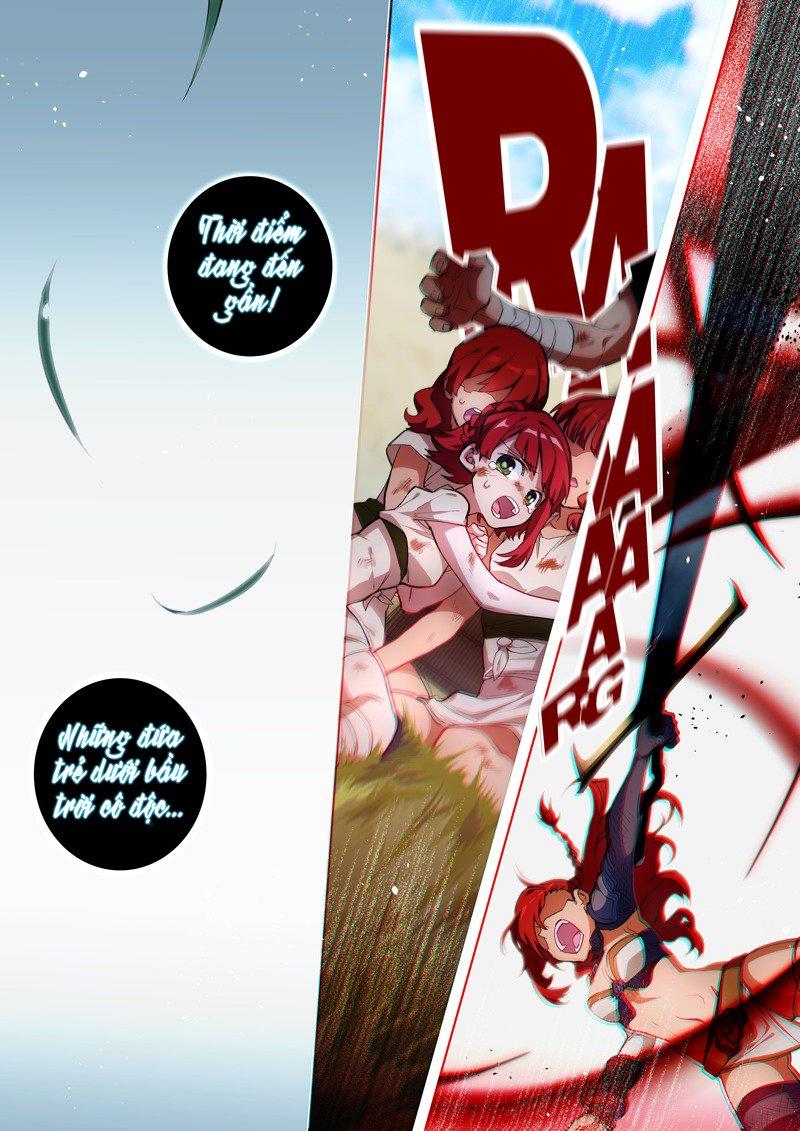 Thời điểm
đang đến
gần!
RAAAAAARG
Những đứa
trẻ dưới bầu
trời cô độc...